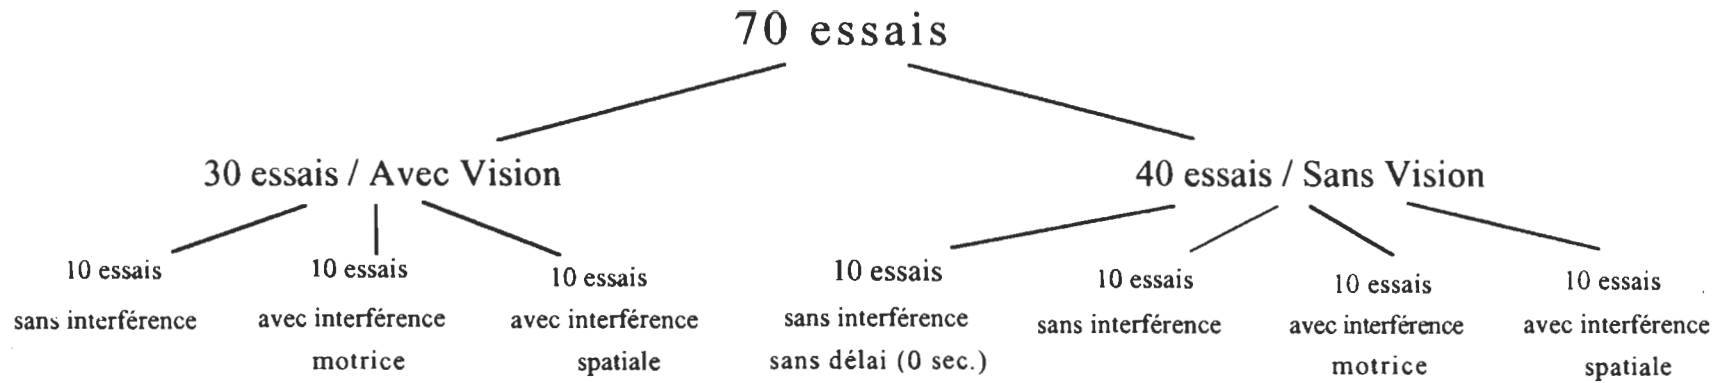 70 essais
30 essais / Avec Vision
40 essais / Sans Vision
10 essais
sans interférence
10 essais
avec interférence
motrice
10 essais
avec interférence
spatiale
10 essais
sans interférence
sans délai (0 sec.)
10 essais
sans interférence
10 essais
avec interférence
motrice
10 essais
avec interférence
spatiale